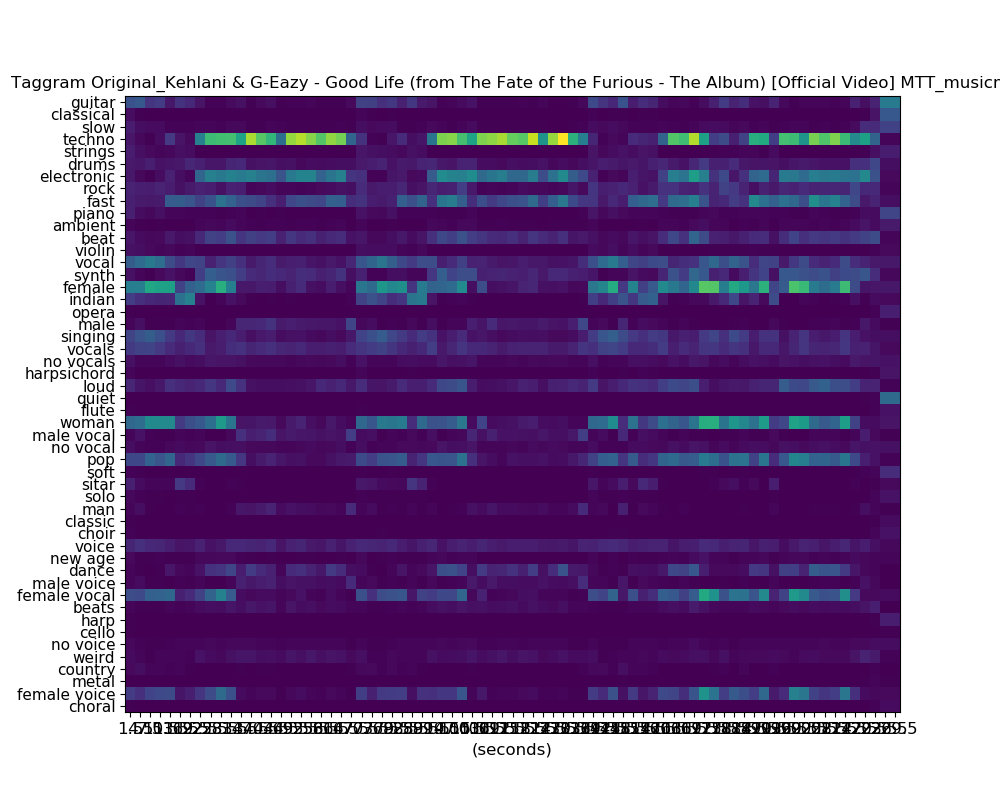 Taggram Original_Kehlani & G-Eazy - Good Life (from The Fate of the Furious - The Album) [Official Video] MTT_musicn
guitar
classical
slow
techno
strings
drums
electronic
rock
fast
piano
ambient
beat
violin
vocal
synth
female
indian
opera
male
singing
vocals
no vocals
harpsichord
loud
quiet
flute
woman
male vocal
no vocal
pop
soft
sitar
solo
man
classic
choir
voice
new age
dance
male voice
female vocal
beats
harp
cello
no voice
weird
country
metal
female voice
choral
(seconds)